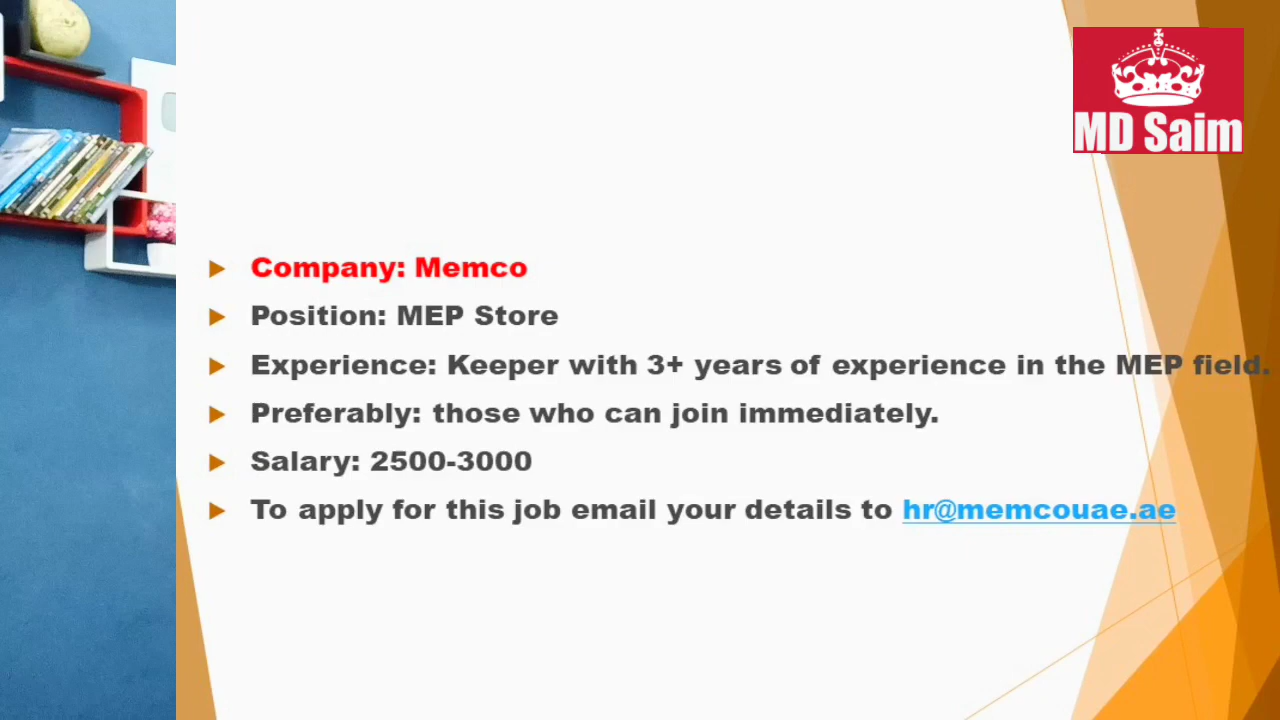 MD Saim
Company: Memco
Position: MEP Store
Experience: Keeper with 3+ years of experience in the MEP field.
Preferably: those who can join immediately.
Salary: 2500-3000
To apply for this job email your details to hr@memcouae.ae